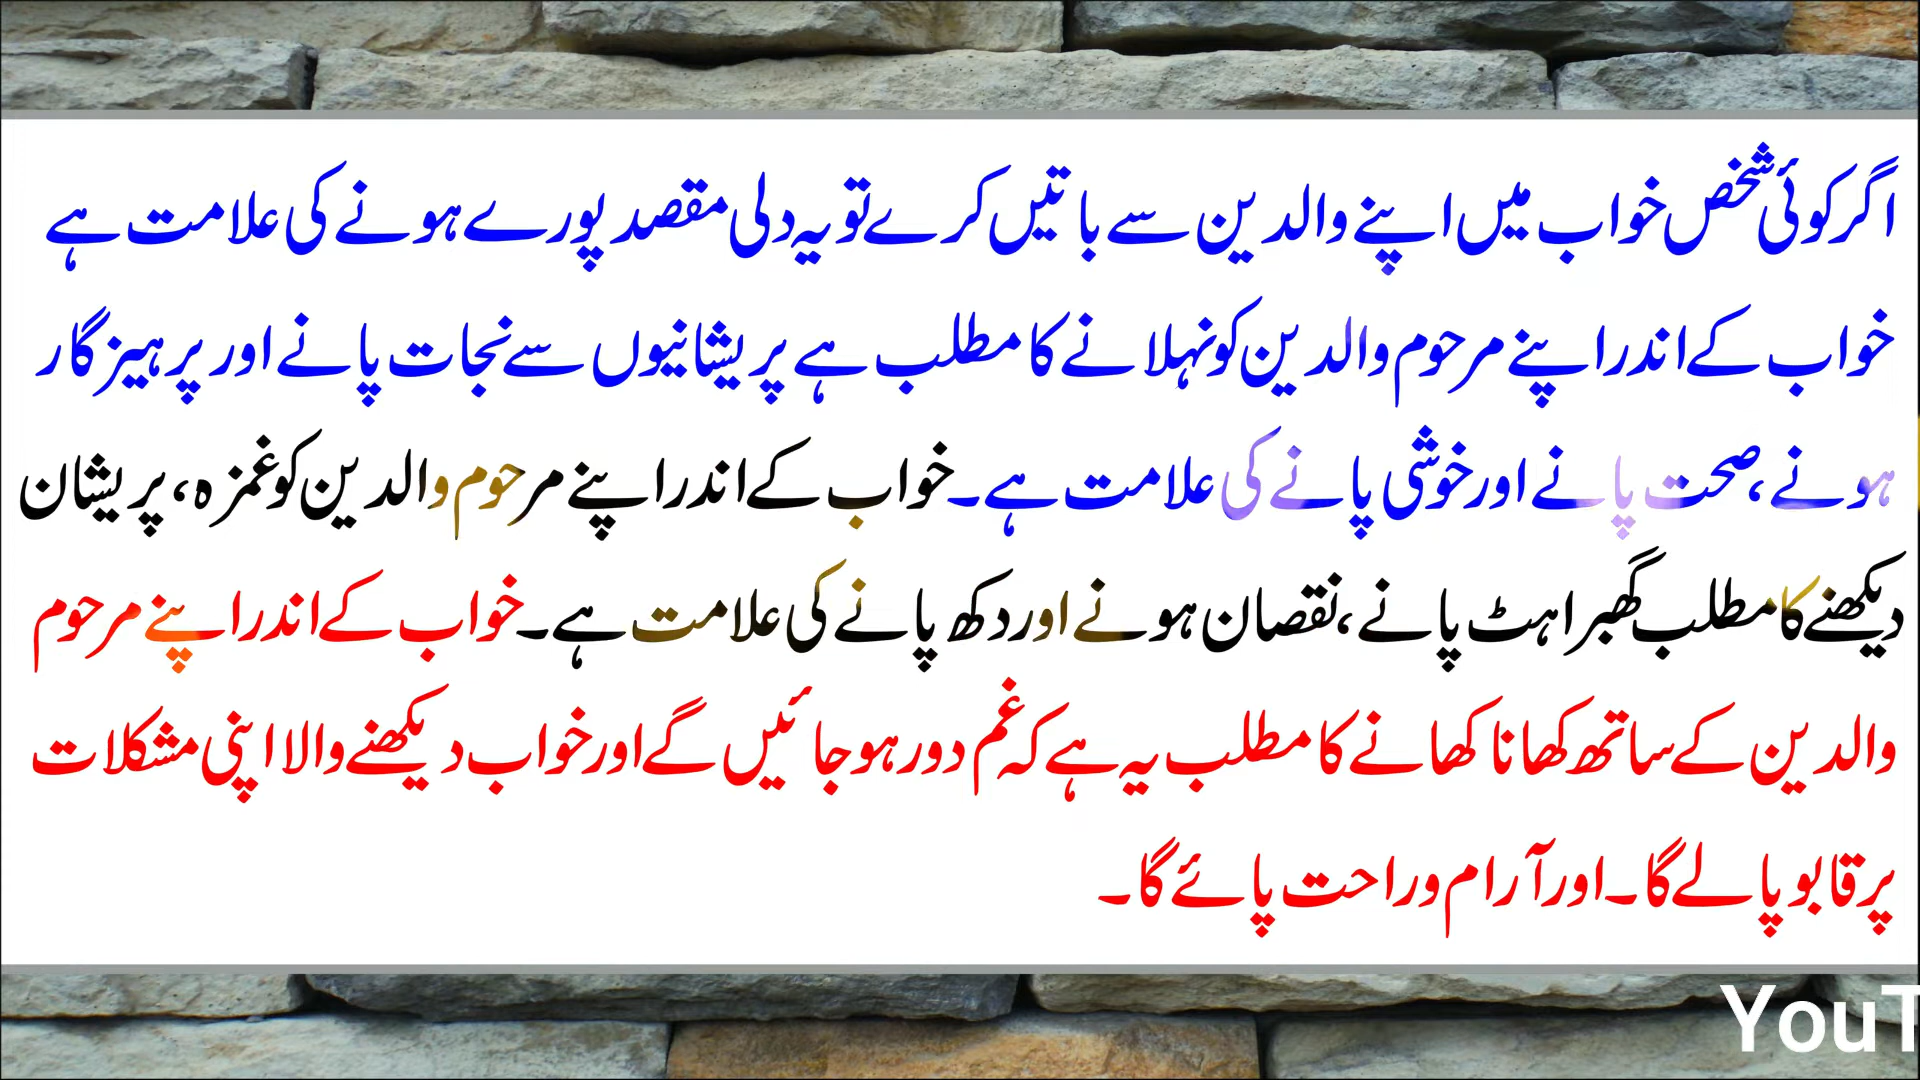 اگر کوئی شخص خواب میں اپنے والدین سے باتیں کرے تو یہ دلی مقصد پورے ہونے کی علامت ہے
خواب کے اندر اپنے مرحوم والدین کو نہلانے کا مطلب ہے پریشانیوں سے نجات پانے اور پرہیزگار
ہونے، صحت پانے اور خوشی پانے کی علامت ہے۔ خواب کے اندر اپنے مرحوم والدین کو غمزہ، پریشان
دیکھنے کا مطلب گھبراہٹ پانے، نقصان ہونے اور دکھ پانے کی علامت ہے۔ خواب کے اندر اپنے مرحوم
والدین کے ساتھ کھانا کھانے کا مطلب یہ ہے کہ غم دور ہو جائیں گے اور خواب دیکھنے والا اپنی مشکلات
پر قابو پا لے گا۔ اور آرام و راحت پائے گا۔
YouT